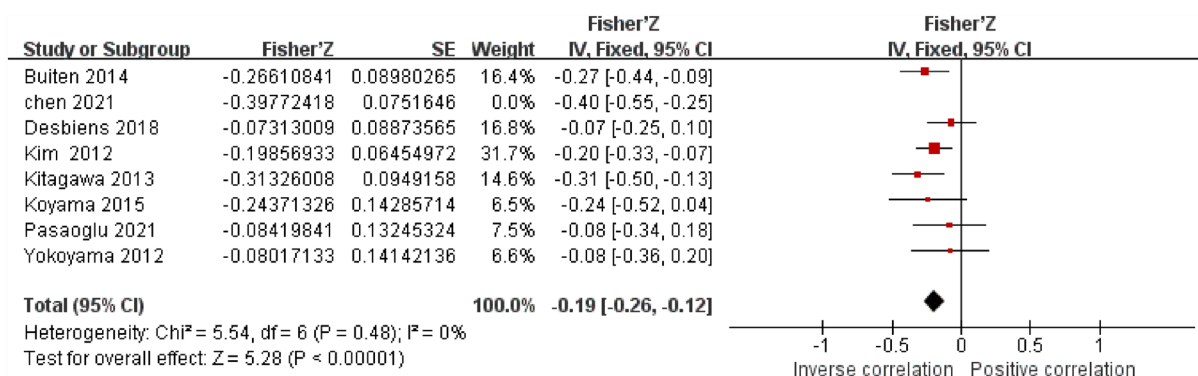 Fisher'Z Fisher'Z
Study or Subgroup Fisher'Z SE Weight IV, Fixed, 95% CI IV, Fixed, 95% CI
Buiten 2014 -0.26610841 0.08980265 16.4% -0.27 [-0.44, -0.09]
chen 2021 -0.39772418 0.0751646 0.0% -0.40 [-0.55, -0.25]
Desbiens 2018 -0.07313009 0.08873565 16.8% -0.07 [-0.25, 0.10]
Kim 2012 -0.19856933 0.06454972 31.7% -0.20 [-0.33, -0.07]
Kitagawa 2013 -0.31326008 0.0949158 14.6% -0.31 [-0.50, -0.13]
Koyama 2015 -0.24371326 0.14285714 6.5% -0.24 [-0.52, 0.04]
Pasaoglu 2021 -0.08419841 0.13245324 7.5% -0.08 [-0.34, 0.18]
Yokoyama 2012 -0.08017133 0.14142136 6.6% -0.08 [-0.36, 0.20]
Total (95% CI) 100.0% -0.19 [-0.26, -0.12]
Heterogeneity: Chi² = 5.54, df = 6 (P = 0.48); I² = 0%
Test for overall effect: Z = 5.28 (P < 0.00001)
-1 -0.5 0 0.5 1
Inverse correlation Positive correlation